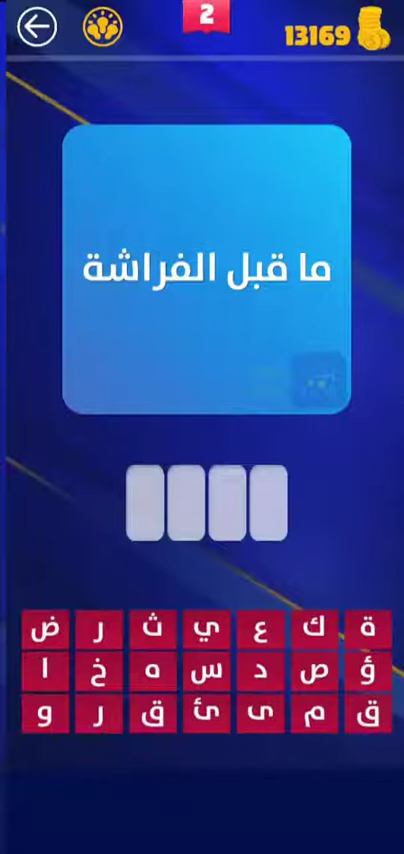 2
13169
ما قبل الفراشة
ة ك ع ي ث ر ض
ؤ ص د س ه خ ا
ق م ى ئ ق ر و